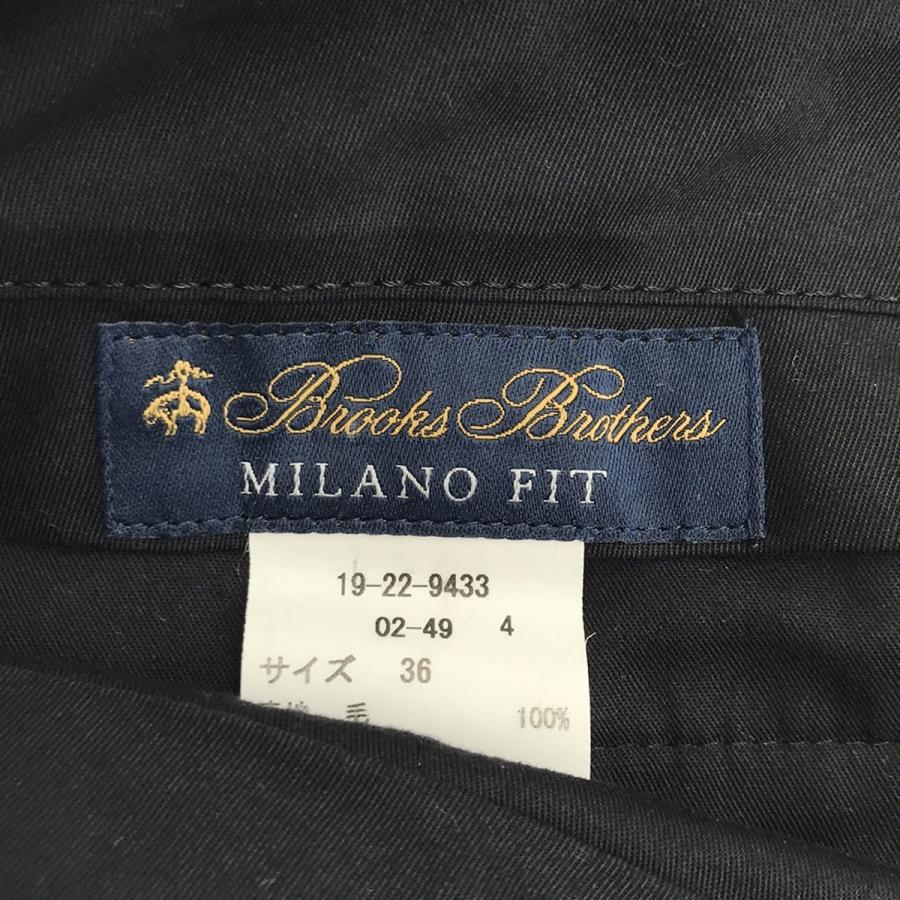 Brooks Brothers
MILANO FIT
19-22-9433
02-49 4
サイズ 36
毛 100%